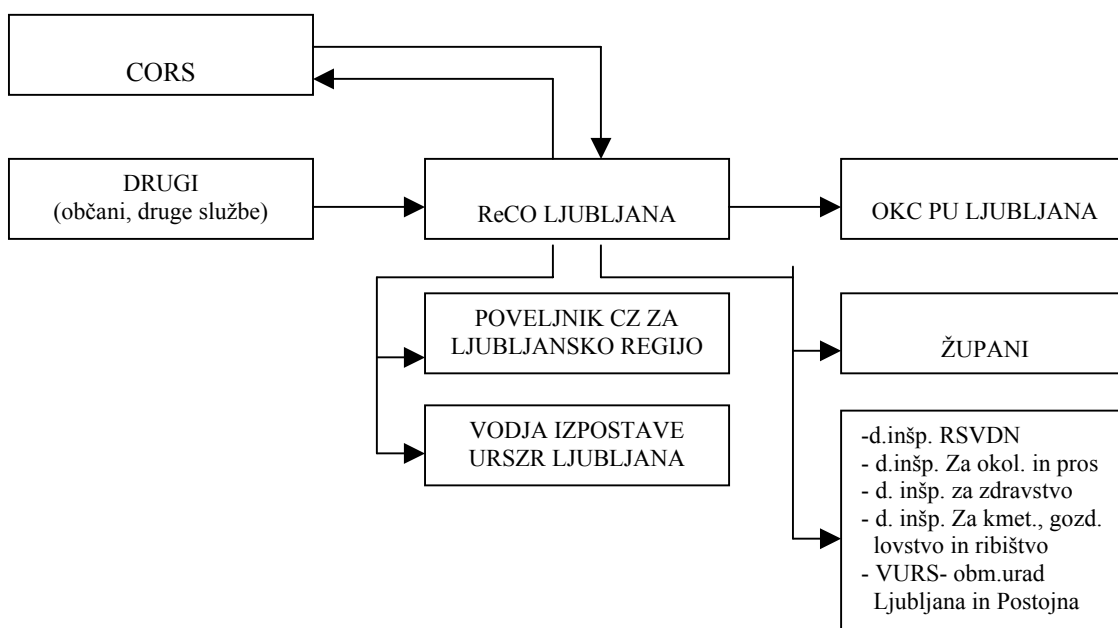 CORS
DRUGI
(občani, druge službe)
ReCO LJUBLJANA
OKC PU LJUBLJANA
POVELJNIK CZ ZA
LJUBLJANSKO REGIJO
ŽUPANI
VODJA IZPOSTAVE
URSZR LJUBLJANA
-d.inšp. RSVDN
- d.inšp. Za okol. in pros
- d. inšp. za zdravstvo
- d. inšp. Za kmet., gozd.
lovstvo in ribištvo
- VURS- obm.urad
Ljubljana in Postojna